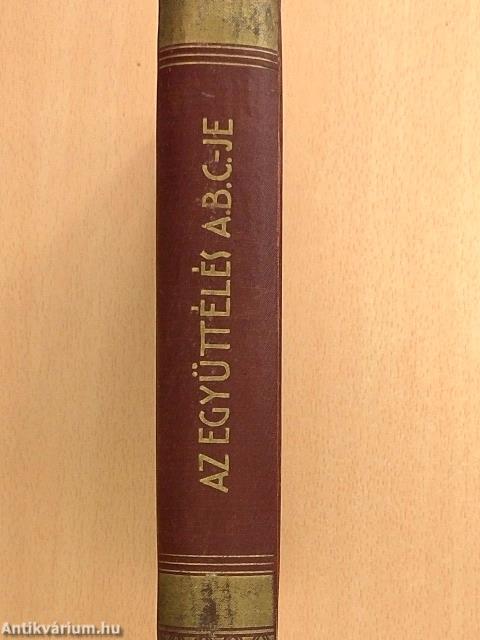 AZ EGYÜTTÉLÉS A.B.C.-JE
Antikvárium.hu